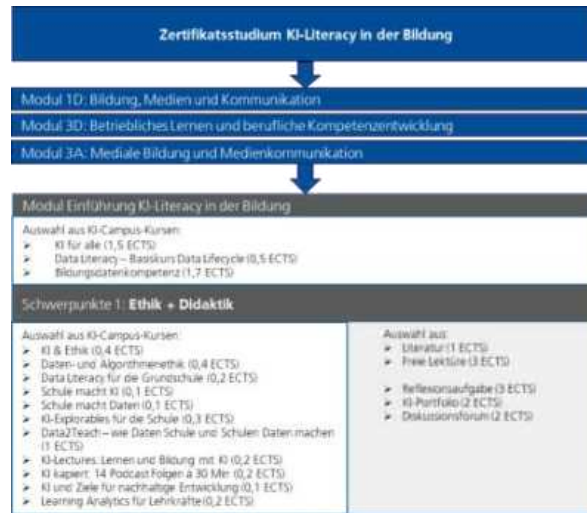 Zertifikatsstudium KI-Literacy in der Bildung
Modul 1D: Bildung, Medien und Kommunikation
Modul 3D: Betriebliches Lernen und berufliche Kompetenzentwicklung
Modul 3A: Mediale Bildung und Medienkommunikation
Modul Einführung KI-Literacy in der Bildung
Auswahl aus KI-Campus-Kursen:
➢ KI für alle (1,5 ECTS)
➢ Data Literacy – Basiskurs Data Lifecycle (0,5 ECTS)
➢ Bildungsdatenkompetenz (1,7 ECTS)
Schwerpunkte 1: Ethik + Didaktik
Auswahl aus KI-Campus-Kursen:
➢ KI & Ethik (0,4 ECTS)
➢ Daten- und Algorithmenethik (0,4 ECTS)
➢ Data Literacy für die Grundschule (0,2 ECTS)
➢ Schule macht KI (0,1 ECTS)
➢ Schule macht Daten (0,1 ECTS)
➢ KI-Explorables für die Schule (0,3 ECTS)
➢ Data2Teach – wie Daten Schule und Schulen Daten machen
(1 ECTS)
➢ KI-Lectures: Lernen und Bildung mit KI (0,2 ECTS)
➢ KI kapiert: 14 Podcast Folgen à 30 Min (0,2 ECTS)
➢ KI und Ziele für nachhaltige Entwicklung (0,1 ECTS)
➢ Learning Analytics für Lehrkräfte (0,2 ECTS)
Auswahl aus:
➢ Literatur (1 ECTS)
➢ Freie Lektüre (3 ECTS)
➢ Reflexionsaufgabe (3 ECTS)
➢ KI-Portfolio (2 ECTS)
➢ Diskussionsforum (2 ECTS)